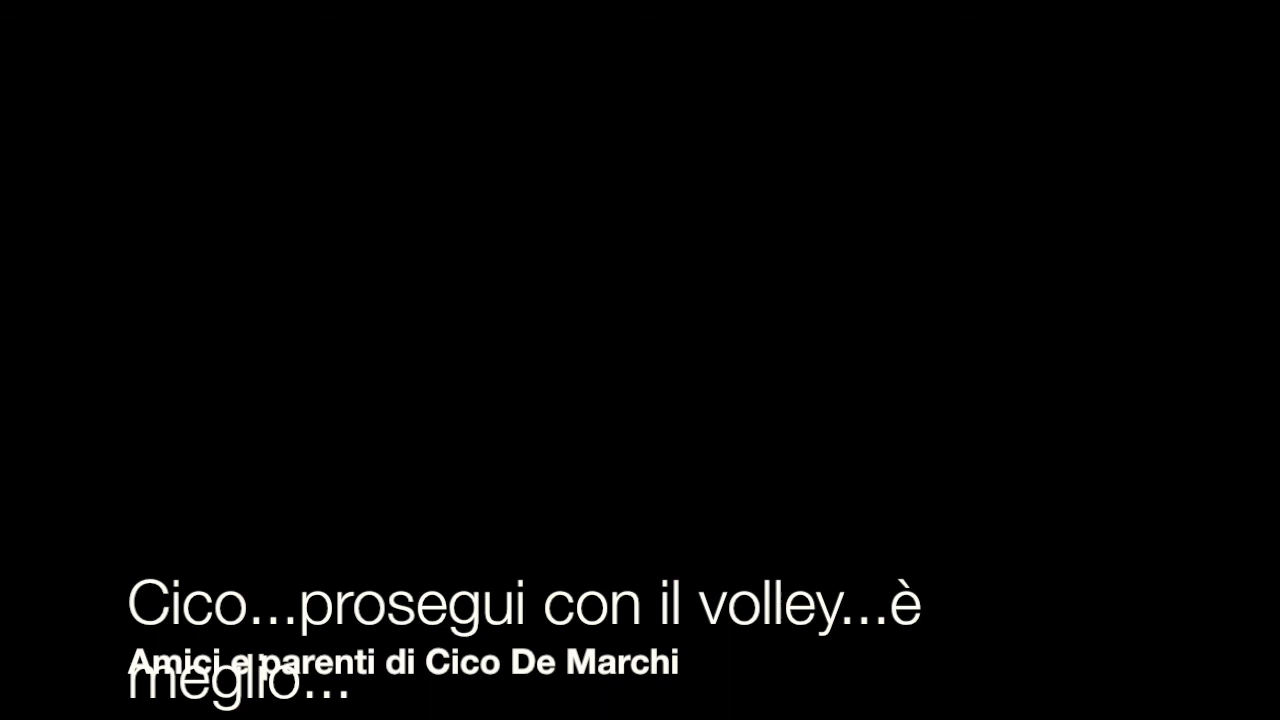 Cico...prosegui con il volley...è
Amici e parenti di Cico De Marchi
meglio...